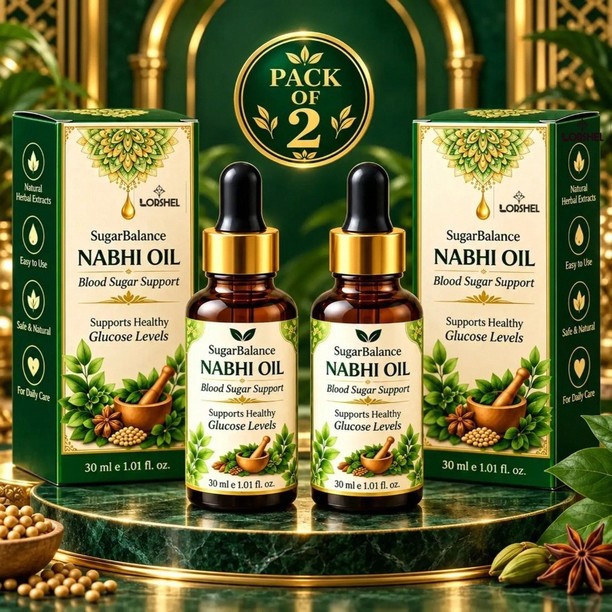 PACK
OF
2
LORSHEL
SugarBalance
NABHI OIL
Blood Sugar Support
Supports Healthy
Glucose Levels
30 ml e 1.01 fl. oz.
Natural
Herbal Extracts
Easy to Use
Safe & Natural
For Daily Care
SugarBalance
NABHI OIL
Blood Sugar Support
Supports Healthy
Glucose Levels
30 ml e 1.01 fl. oz.
SugarBalance
NABHI OIL
Blood Sugar Support
Supports Healthy
Glucose Levels
30 ml e 1.01 fl. oz.
LORSHEL
SugarBalance
NABHI OIL
Blood Sugar Support
Supports Healthy
Glucose Levels
30 ml e 1.01 fl. oz.
LORSHEL
Natural
Herbal Extracts
Easy to Use
Safe & Natural
For Daily Care